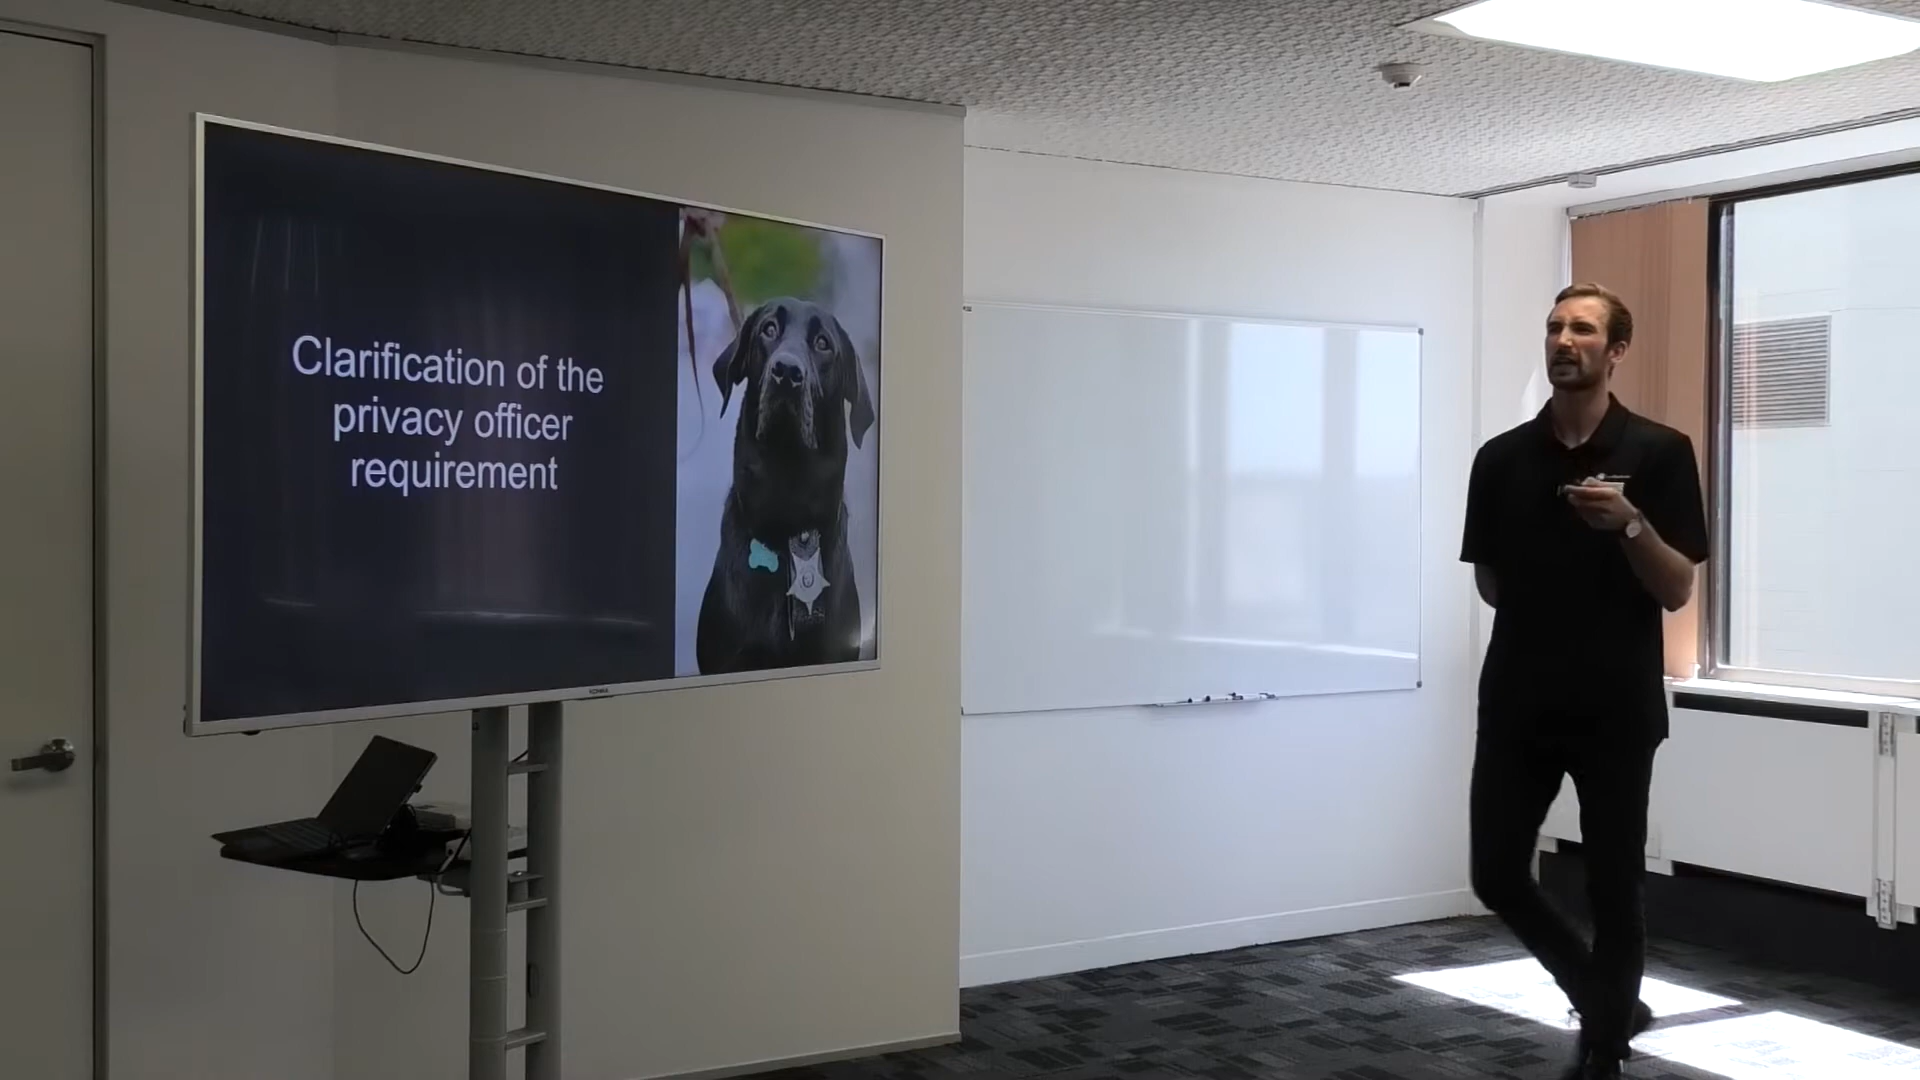 Clarification of the
privacy officer
requirement